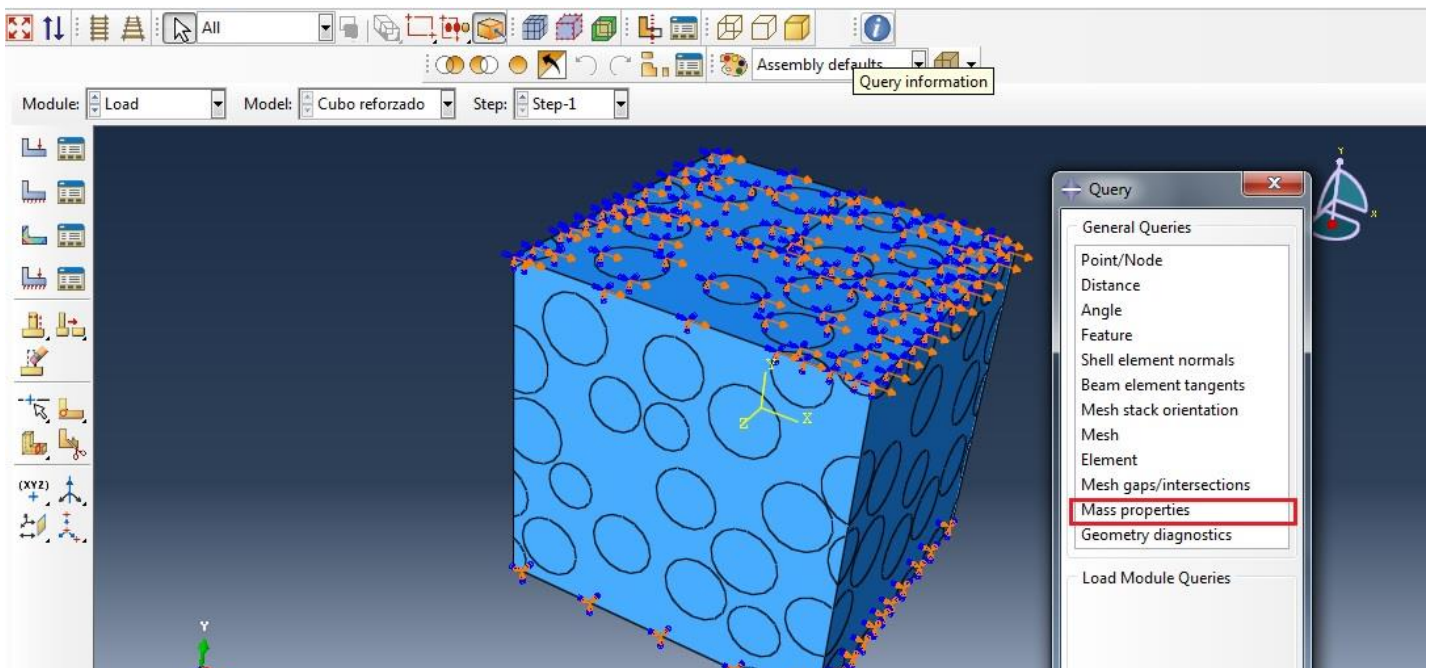 All
Assembly defaults
Query information
Module: Load Model: Cubo reforzado Step: Step-1
Query
General Queries
Point/Node
Distance
Angle
Feature
Shell element normals
Beam element tangents
Mesh stack orientation
Mesh
Element
Mesh gaps/intersections
Mass properties
Geometry diagnostics
Load Module Queries
(XYZ)
Y
X
Y
Z
X
Y